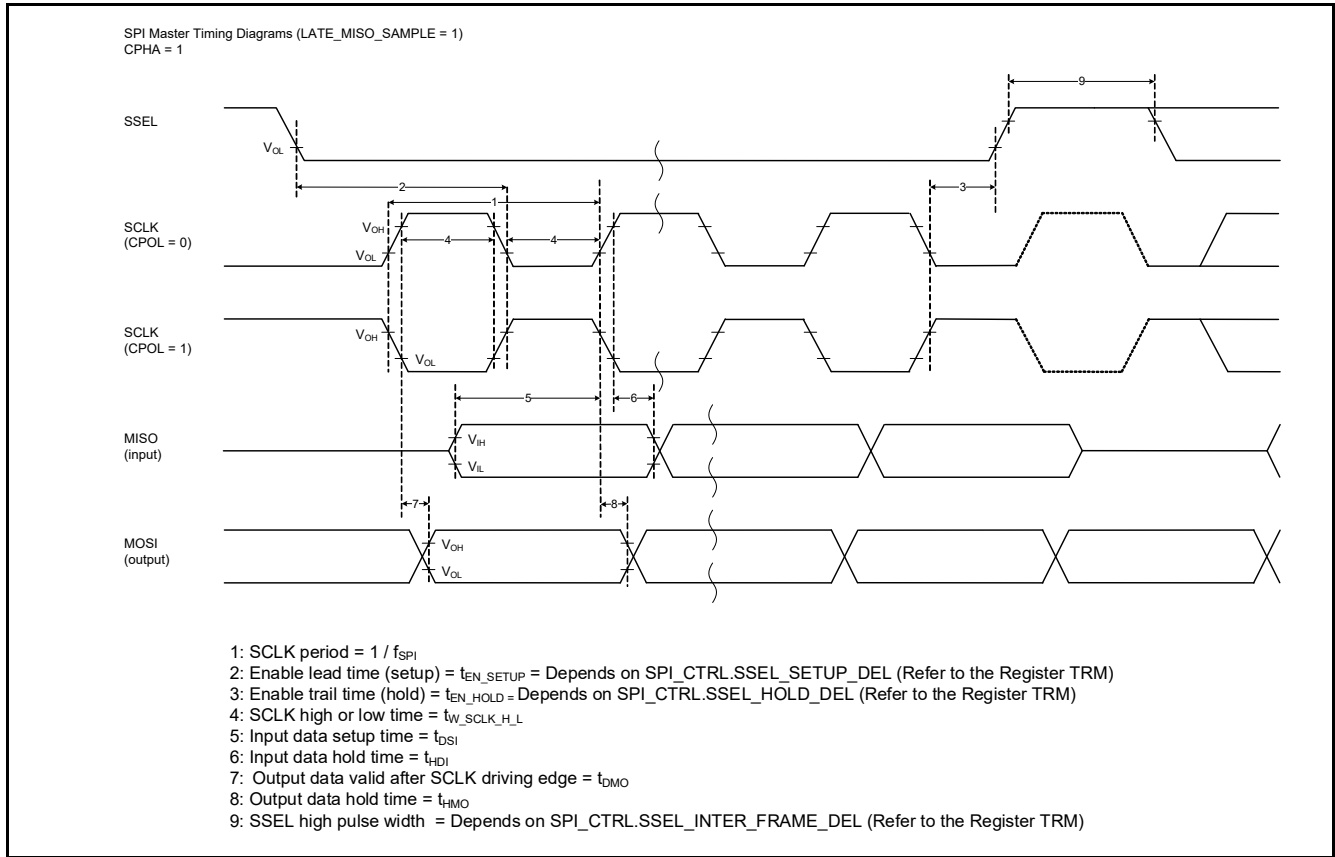 SPI Master Timing Diagrams (LATE_MISO_SAMPLE = 1)
CPHA = 1
9
SSEL
VOL
3
2
1
SCLK
(CPOL = 0)
VOH
4
4
VOL
SCLK
(CPOL = 1)
VOH
VOL
5
6
MISO
(input)
VIH
VIL
7
8
MOSI
(output)
VOH
VOL
1: SCLK period = 1 / fSPI
2: Enable lead time (setup) = tEN_SETUP = Depends on SPI_CTRL.SSEL_SETUP_DEL (Refer to the Register TRM)
3: Enable trail time (hold) = tEN_HOLD = Depends on SPI_CTRL.SSEL_HOLD_DEL (Refer to the Register TRM)
4: SCLK high or low time = tW_SCLK_H_L
5: Input data setup time = tDSI
6: Input data hold time = tHDI
7: Output data valid after SCLK driving edge = tDMO
8: Output data hold time = tHMO
9: SSEL high pulse width = Depends on SPI_CTRL.SSEL_INTER_FRAME_DEL (Refer to the Register TRM)